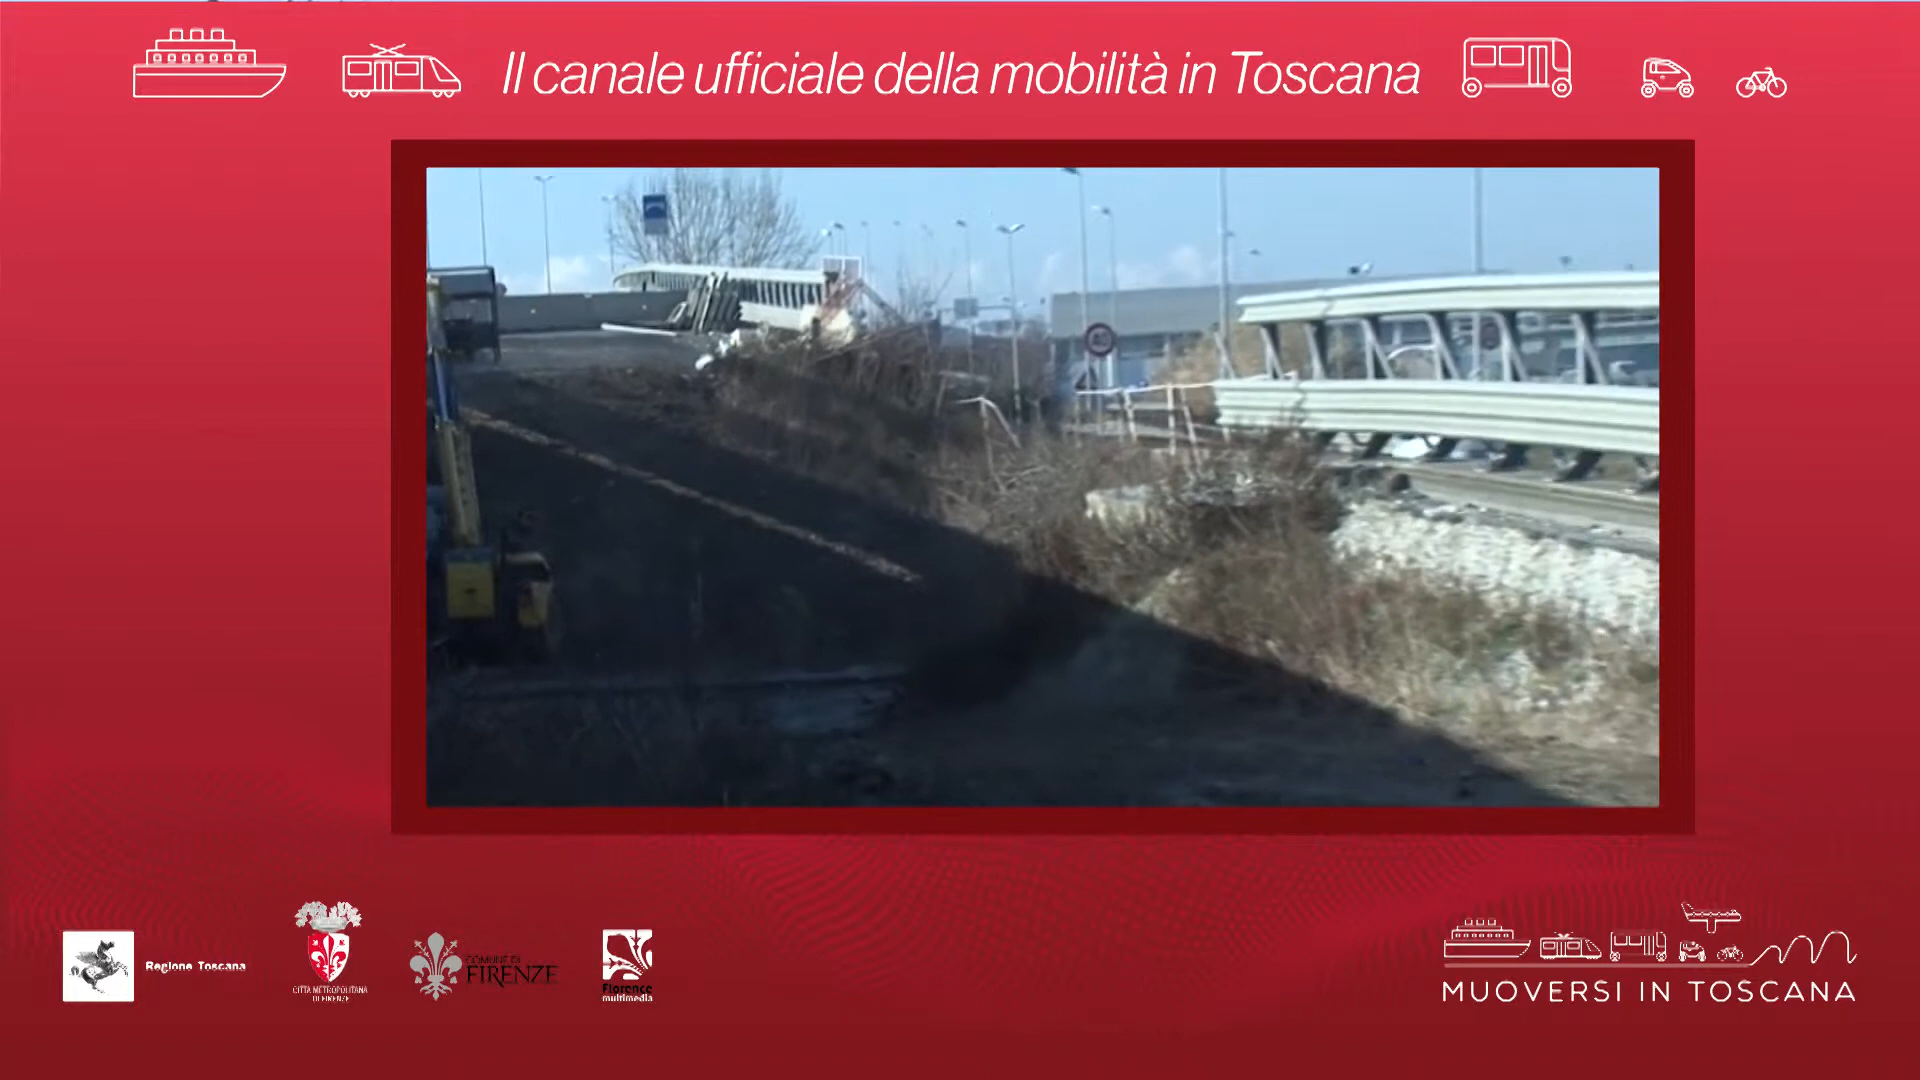 Il canale ufficiale della mobilità in Toscana
Regione Toscana
CITTÀ METROPOLITANA
DI FIRENZE
COMUNE DI
FIRENZE
Florence
multimedia
MUOVERSI IN TOSCANA